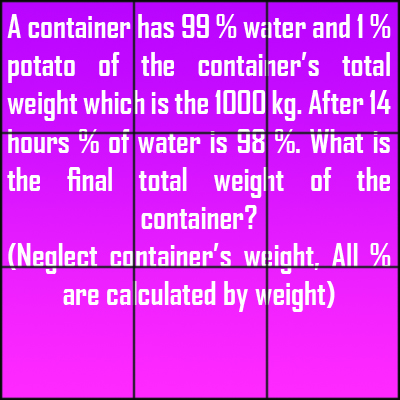 A container has 99 % water and 1 %
potato of the container's total
weight which is the 1000 kg. After 14
hours % of water is 98 %. What is
the final total weight of the
container?
(Neglect container's weight, All %
are calculated by weight)